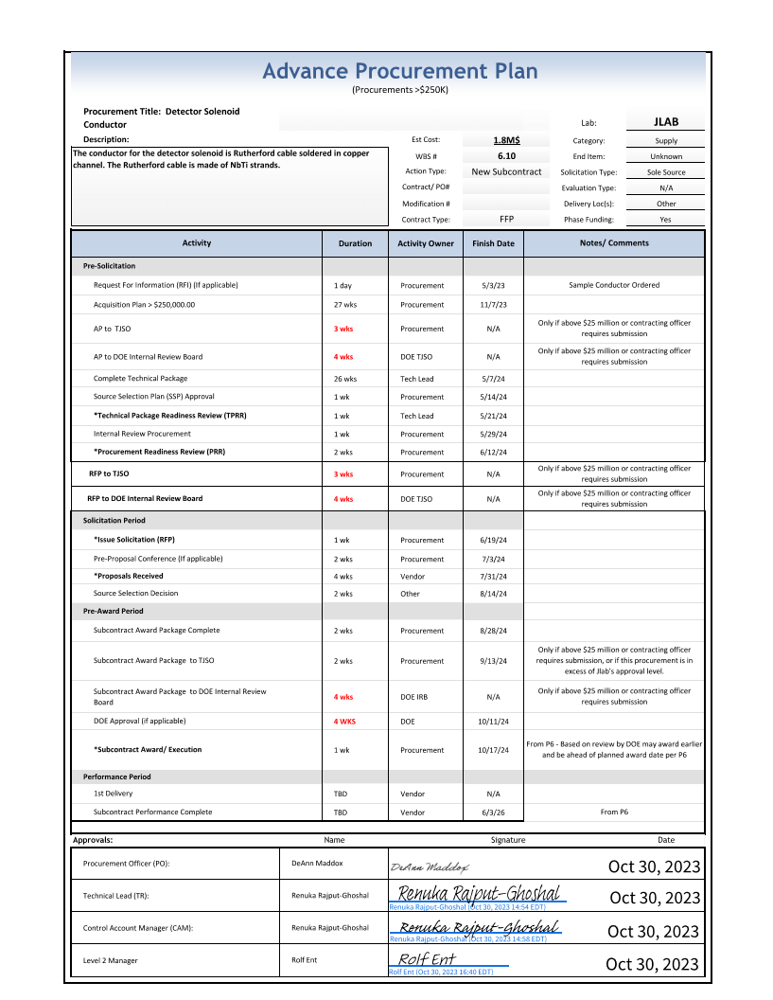 Advance Procurement Plan
(Procurements >$250K)
Procurement Title: Detector Solenoid
Conductor
Lab: JLAB
Description: Est Cost: 1.8M$ Category: Supply
The conductor for the detector solenoid is Rutherford cable soldered in copper
channel. The Rutherford cable is made of NbTi strands.
WBS # 6.10 End Item: Unknown
Action Type: New Subcontract Solicitation Type: Sole Source
Contract/ PO# Evaluation Type: N/A
Modification # Delivery Loc(s): Other
Contract Type: FFP Phase Funding: Yes
Activity Duration Activity Owner Finish Date Notes/ Comments
Pre-Solicitation
Request For Information (RFI) (If applicable) 1 day Procurement 5/3/23 Sample Conductor Ordered
Acquisition Plan > $250,000.00 27 wks Procurement 11/7/23
AP to TJSO 3 wks Procurement N/A Only if above $25 million or contracting officer
requires submission
AP to DOE Internal Review Board 4 wks DOE TJSO N/A Only if above $25 million or contracting officer
requires submission
Complete Technical Package 26 wks Tech Lead 5/7/24
Source Selection Plan (SSP) Approval 1 wk Procurement 5/14/24
*Technical Package Readiness Review (TPRR) 1 wk Tech Lead 5/21/24
Internal Review Procurement 1 wk Procurement 5/29/24
*Procurement Readiness Review (PRR) 2 wks Procurement 6/12/24
RFP to TJSO 3 wks Procurement N/A Only if above $25 million or contracting officer
requires submission
RFP to DOE Internal Review Board 4 wks DOE TJSO N/A Only if above $25 million or contracting officer
requires submission
Solicitation Period
*Issue Solicitation (RFP) 1 wk Procurement 6/19/24
Pre-Proposal Conference (If applicable) 2 wks Procurement 7/3/24
*Proposals Received 4 wks Vendor 7/31/24
Source Selection Decision 2 wks Other 8/14/24
Pre-Award Period
Subcontract Award Package Complete 2 wks Procurement 8/28/24
Subcontract Award Package to TJSO 2 wks Procurement 9/13/24 Only if above $25 million or contracting officer
requires submission, or if this procurement is in
excess of Jlab's approval level.
Subcontract Award Package to DOE Internal Review
Board 4 wks DOE IRB N/A Only if above $25 million or contracting officer
requires submission
DOE Approval (if applicable) 4 WKS DOE 10/11/24
*Subcontract Award/ Execution 1 wk Procurement 10/17/24 From P6 - Based on review by DOE may award earlier
and be ahead of planned award date per P6
Performance Period
1st Delivery TBD Vendor N/A
Subcontract Performance Complete TBD Vendor 6/3/26 From P6
Approvals: Name Signature Date
Procurement Officer (PO): DeAnn Maddox DeAnn Maddox Oct 30, 2023
Technical Lead (TR): Renuka Rajput-Ghoshal Renuka Rajput-Ghoshal Oct 30, 2023
Renuka Rajput-Ghoshal (Oct 30, 2023 14:54 EDT)
Control Account Manager (CAM): Renuka Rajput-Ghoshal Renuka Rajput-Ghoshal Oct 30, 2023
Renuka Rajput-Ghoshal (Oct 30, 2023 14:58 EDT)
Level 2 Manager Rolf Ent Rolf Ent Oct 30, 2023
Rolf Ent (Oct 30, 2023 16:40 EDT)